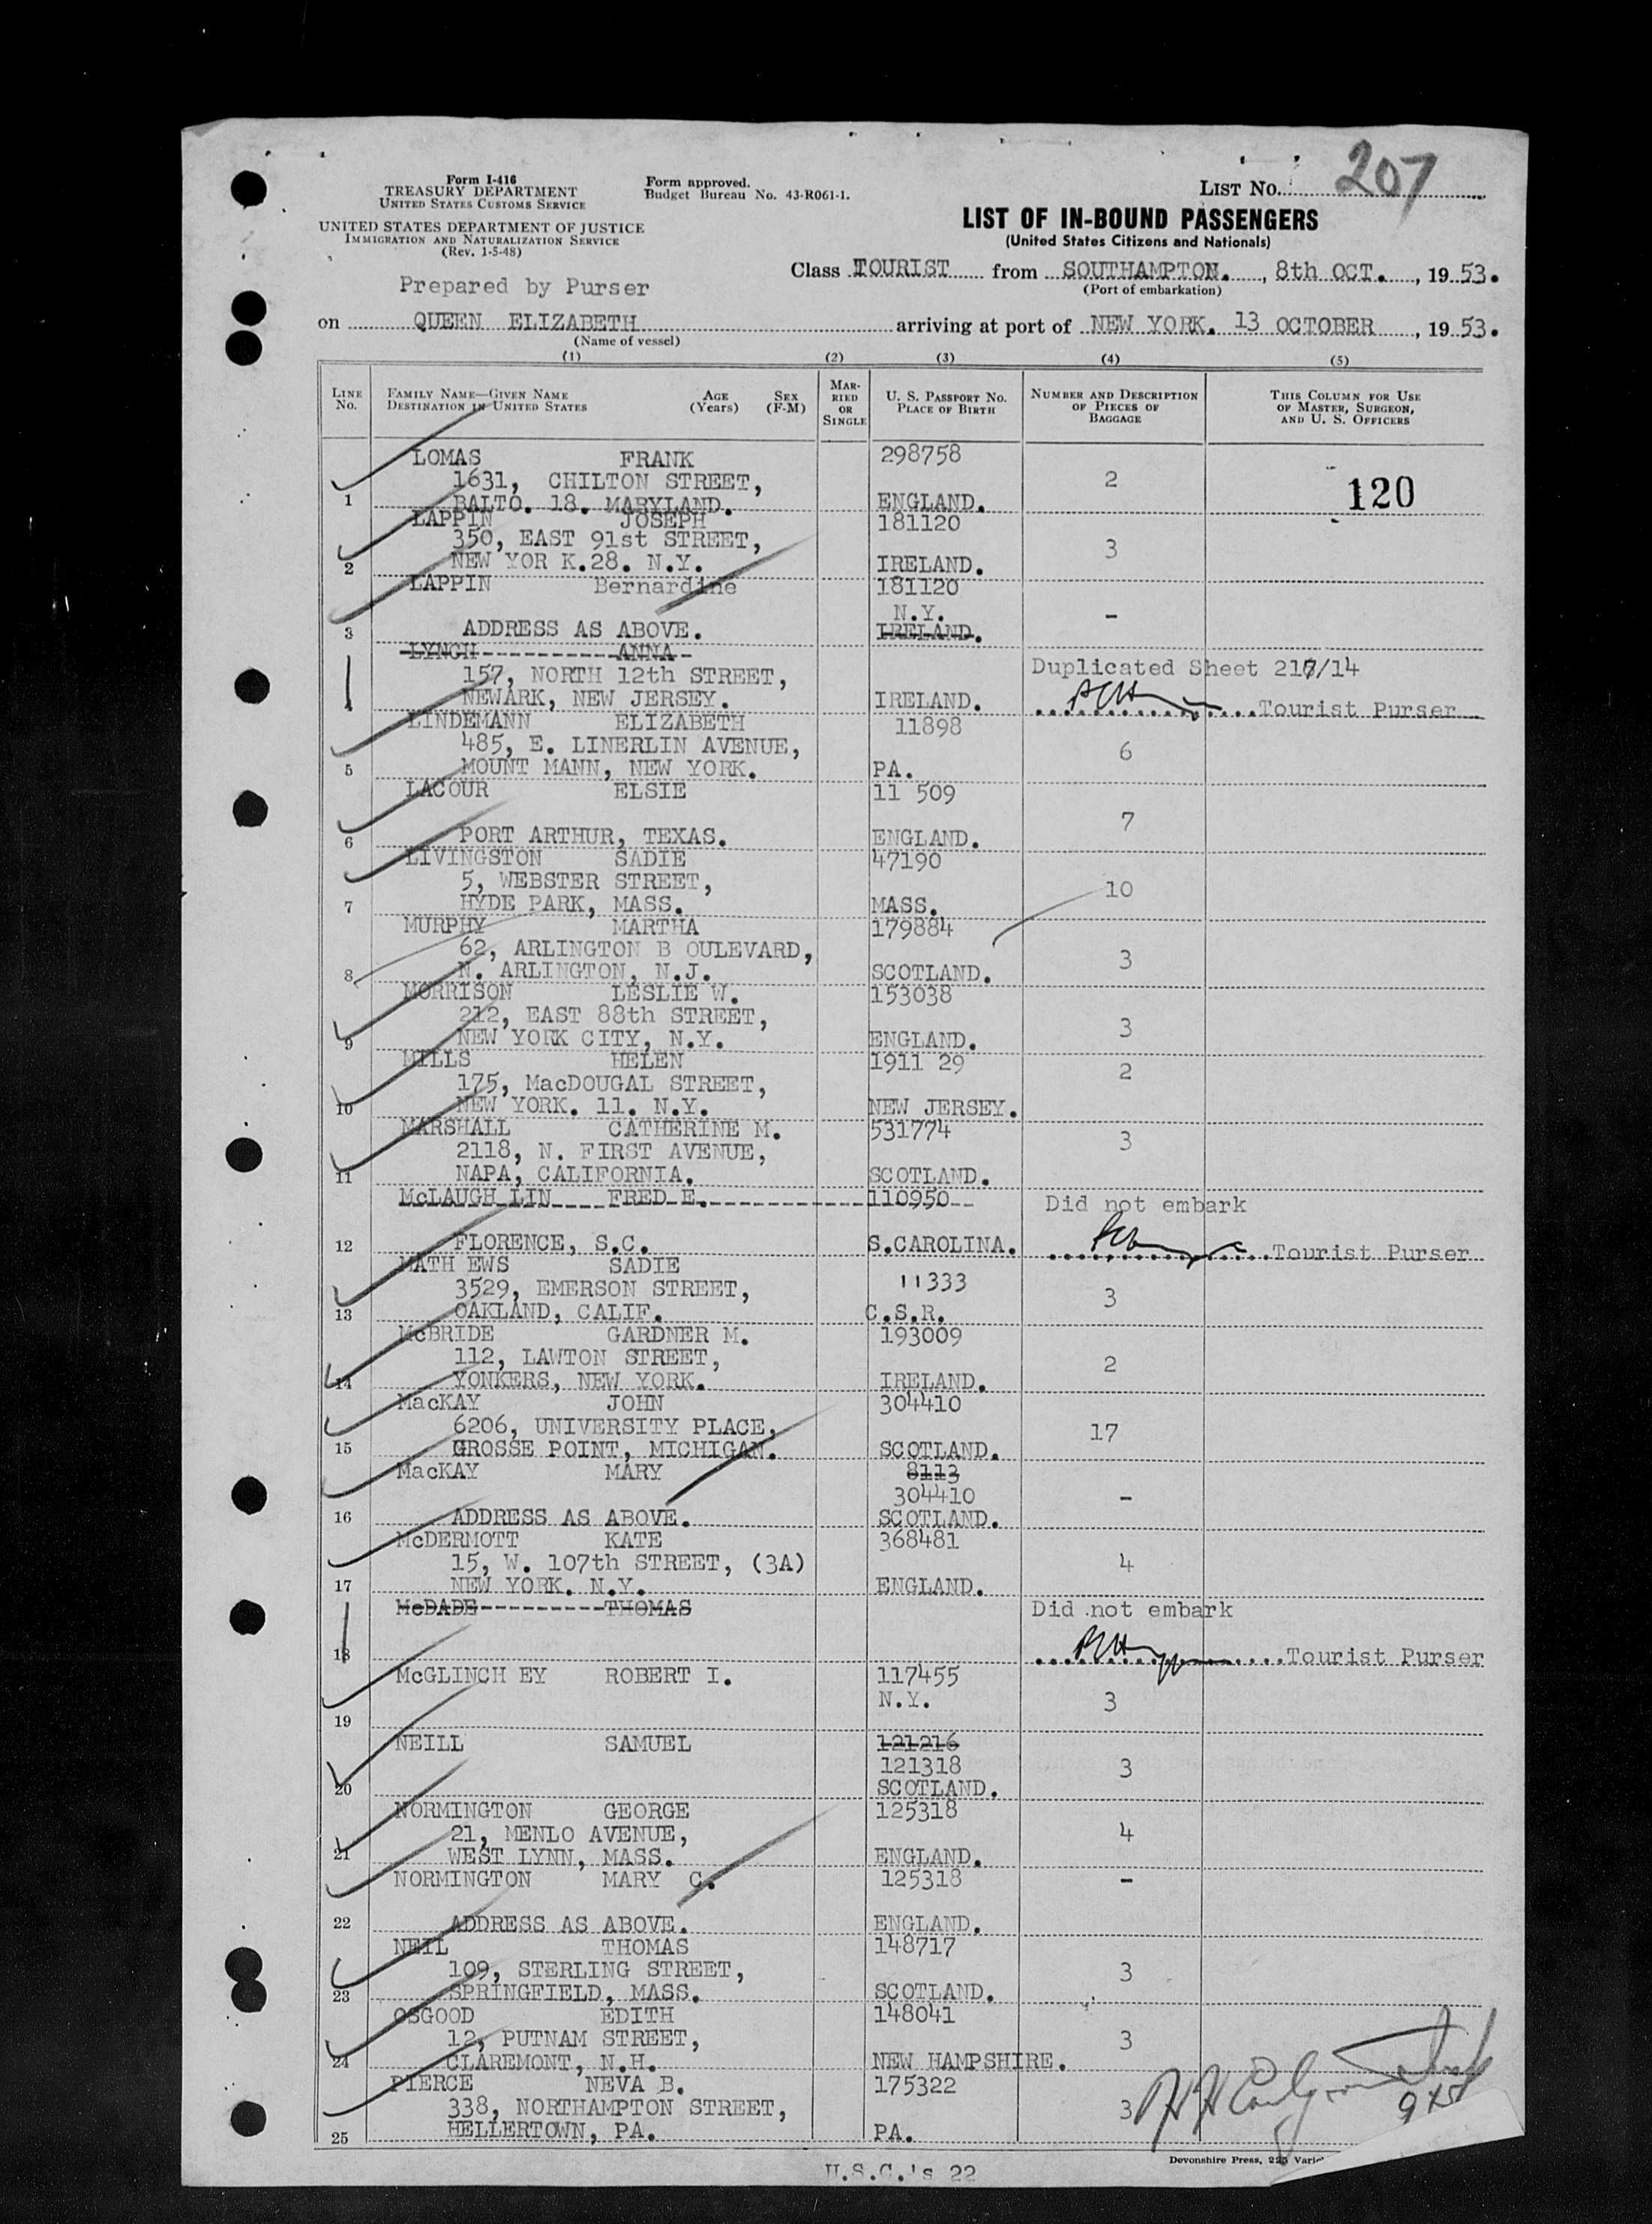 Form I-416
TREASURY DEPARTMENT
UNITED STATES CUSTOMS SERVICE
UNITED STATES DEPARTMENT OF JUSTICE
IMMIGRATION AND NATURALIZATION SERVICE
(Rev. 1-5-48)
Form approved.
Budget Bureau No. 43-R061-1.
LIST NO. 207
LIST OF IN-BOUND PASSENGERS
(United States Citizens and Nationals)
Prepared by Purser
Class TOURIST from SOUTHAMPTON. , 8th OCT. , 19 53.
(Port of embarkation)
on QUEEN ELIZABETH arriving at port of NEW YORK. 13 OCTOBER , 19 53.
(Name of vessel)
(1) (2) (3) (4) (5)
LINE NO.
FAMILY NAME—GIVEN NAME
DESTINATION IN UNITED STATES
AGE (Years)
SEX (F-M)
MARRIED OR SINGLE
U. S. PASSPORT NO.
PLACE OF BIRTH
NUMBER AND DESCRIPTION OF PIECES OF BAGGAGE
THIS COLUMN FOR USE OF MASTER, SURGEON, AND U. S. OFFICERS
LOMAS FRANK 298758
1631, CHILTON STREET, 2
1 BALTO. 18. MARYLAND. ENGLAND. 120
LAPPIN JOSEPH 181120
350, EAST 91st STREET, 3
2 NEW YOR K.28. N.Y. IRELAND.
LAPPIN Bernardine 181120
N.Y. -
3 ADDRESS AS ABOVE. IRELAND.
LYNCH ANNA
157, NORTH 12th STREET, Duplicated Sheet 217/14
4 NEWARK, NEW JERSEY. IRELAND. Tourist Purser
LINDEMANN ELIZABETH 11898
485, E. LINERLIN AVENUE, 6
5 MOUNT MANN, NEW YORK. PA.
LACOUR ELSIE 11 509
7
6 PORT ARTHUR, TEXAS. ENGLAND.
LIVINGSTON SADIE 47190
5, WEBSTER STREET, 10
7 HYDE PARK, MASS. MASS.
MURPHY MARTHA 179884
62, ARLINGTON B OULEVARD, 3
8 N. ARLINGTON, N.J. SCOTLAND.
MORRISON LESLIE W. 153038
212, EAST 88th STREET, 3
9 NEW YORK CITY, N.Y. ENGLAND.
MILLS HELEN 1911 29
175, MacDOUGAL STREET, 2
10 NEW YORK. 11. N.Y. NEW JERSEY.
MARSHALL CATHERINE M. 531774
2118, N. FIRST AVENUE, 3
11 NAPA, CALIFORNIA. SCOTLAND.
McLAUGH LIN FRED E. 110950 Did not embark
12 FLORENCE, S.C. S.CAROLINA. Tourist Purser
MATH EWS SADIE 11333
3529, EMERSON STREET, 3
13 OAKLAND, CALIF. C.S.R.
McBRIDE GARDNER M. 193009
112, LAWTON STREET, 2
14 YONKERS, NEW YORK. IRELAND.
MacKAY JOHN 304410
6206, UNIVERSITY PLACE, 17
15 GROSSE POINT, MICHIGAN. SCOTLAND.
MacKAY MARY 8113
304410 -
16 ADDRESS AS ABOVE. SCOTLAND.
McDERMOTT KATE 368481
15, W. 107th STREET, (3A) 4
17 NEW YORK. N.Y. ENGLAND.
McDADE THOMAS Did not embark
18 Tourist Purser
McGLINCH EY ROBERT I. 117455
N.Y. 3
19
NEILL SAMUEL 121216
121318 3
20 SCOTLAND.
NORMINGTON GEORGE 125318
21, MENLO AVENUE, 4
21 WEST LYNN, MASS. ENGLAND.
NORMINGTON MARY C. 125318 -
22 ADDRESS AS ABOVE. ENGLAND.
NEIL THOMAS 148717
109, STERLING STREET, 3
23 SPRINGFIELD, MASS. SCOTLAND.
OSGOOD EDITH 148041
12, PUTNAM STREET, 3
24 CLAREMONT, N.H. NEW HAMPSHIRE.
PIERCE NEVA B. 175322
338, NORTHAMPTON STREET, 3
25 HELLERTOWN, PA. PA.
Devonshire Press, 225
U.S.C.'s 22